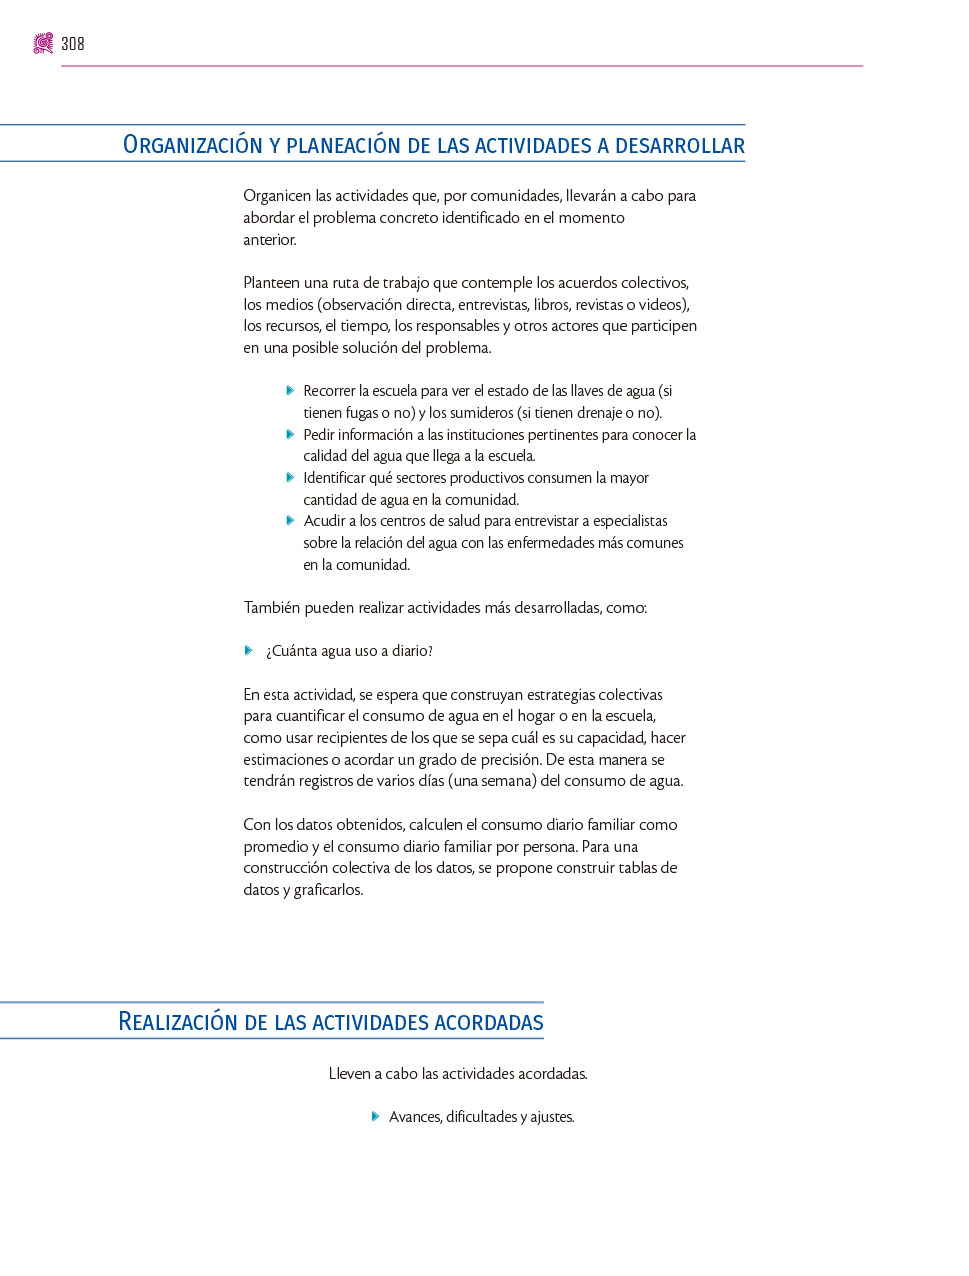 308
Organización y planeación de las actividades a desarrollar
Organicen las actividades que, por comunidades, llevarán a cabo para
abordar el problema concreto identificado en el momento
anterior.
Planteen una ruta de trabajo que contemple los acuerdos colectivos,
los medios (observación directa, entrevistas, libros, revistas o videos),
los recursos, el tiempo, los responsables y otros actores que participen
en una posible solución del problema.
Recorrer la escuela para ver el estado de las llaves de agua (si
tienen fugas o no) y los sumideros (si tienen drenaje o no).
Pedir información a las instituciones pertinentes para conocer la
calidad del agua que llega a la escuela.
Identificar qué sectores productivos consumen la mayor
cantidad de agua en la comunidad.
Acudir a los centros de salud para entrevistar a especialistas
sobre la relación del agua con las enfermedades más comunes
en la comunidad.
También pueden realizar actividades más desarrolladas, como:
¿Cuánta agua uso a diario?
En esta actividad, se espera que construyan estrategias colectivas
para cuantificar el consumo de agua en el hogar o en la escuela,
como usar recipientes de los que se sepa cuál es su capacidad, hacer
estimaciones o acordar un grado de precisión. De esta manera se
tendrán registros de varios días (una semana) del consumo de agua.
Con los datos obtenidos, calculen el consumo diario familiar como
promedio y el consumo diario familiar por persona. Para una
construcción colectiva de los datos, se propone construir tablas de
datos y graficarlos.
Realización de las actividades acordadas
Lleven a cabo las actividades acordadas.
Avances, dificultades y ajustes.